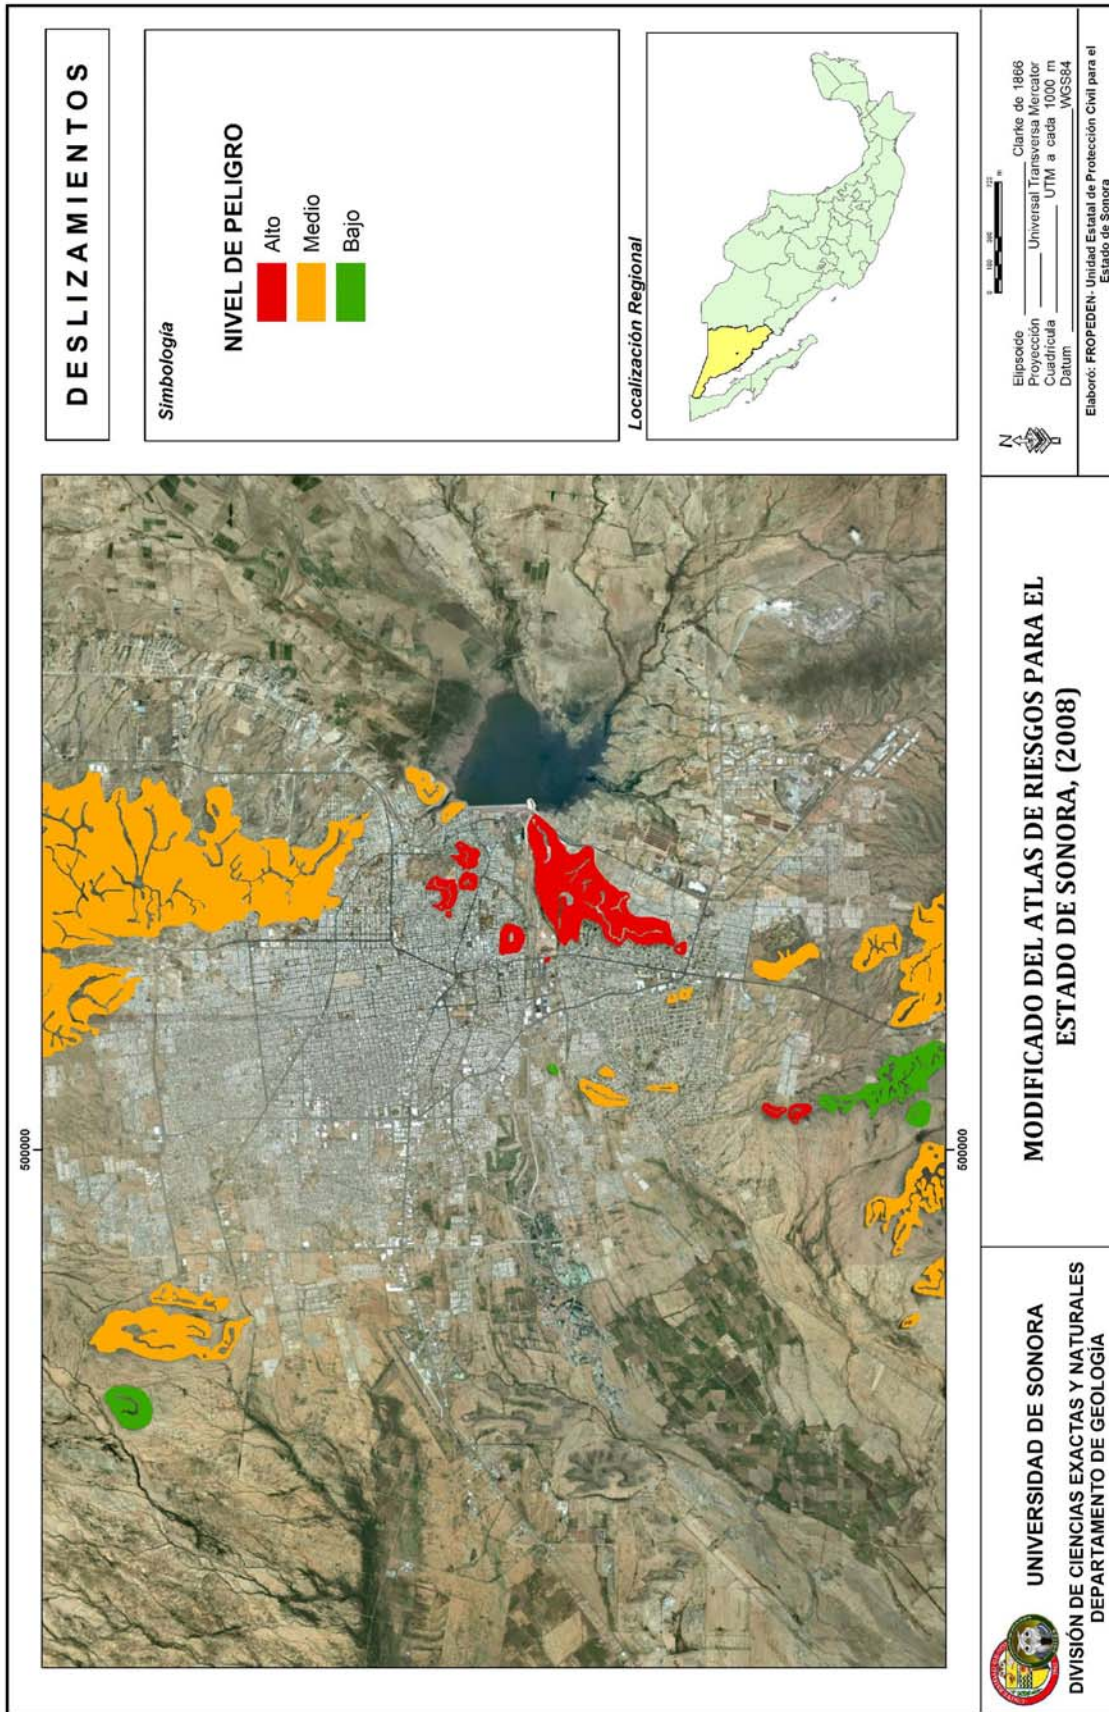 DESLIZAMIENTOS
Simbología
NIVEL DE PELIGRO
Alto
Medio
Bajo
Localización Regional
500000
500000
UNIVERSIDAD DE SONORA
DIVISIÓN DE CIENCIAS EXACTAS Y NATURALES
DEPARTAMENTO DE GEOLOGÍA
MODIFICADO DEL ATLAS DE RIESGOS PARA EL
ESTADO DE SONORA, (2008)
N
m
Elipsoide Clarke de 1866
Proyección Universal Transversa Mercator
Cuadrícula UTM a cada 1000 m
Datum WGS84
Elaboró: FROPEDEN- Unidad Estatal de Protección Civil para el
Estado de Sonora